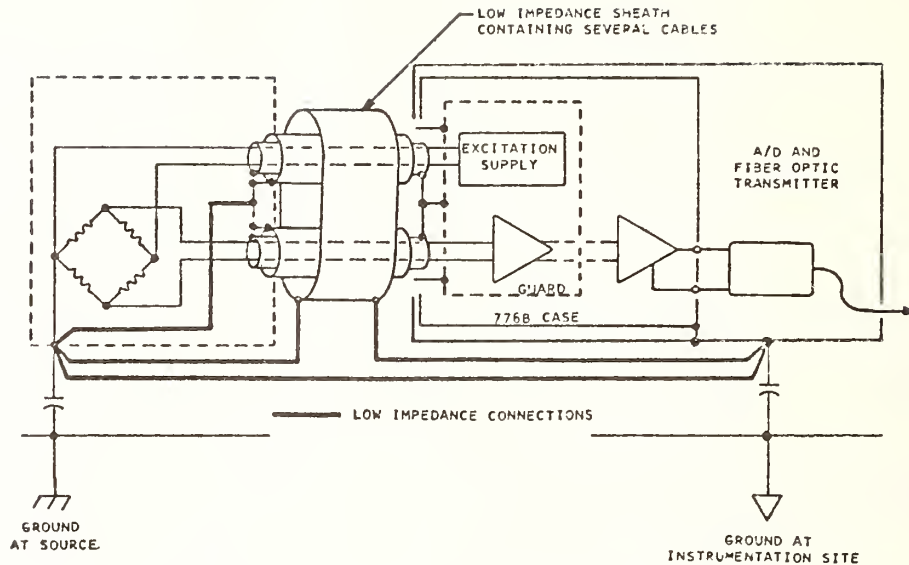 LOW IMPEDANCE SHEATH
CONTAINING SEVERAL CABLES
EXCITATION
SUPPLY
A/D AND
FIBER OPTIC
TRANSMITTER
GUARD
776B CASE
LOW IMPEDANCE CONNECTIONS
GROUND
AT SOURCE
GROUND AT
INSTRUMENTATION SITE